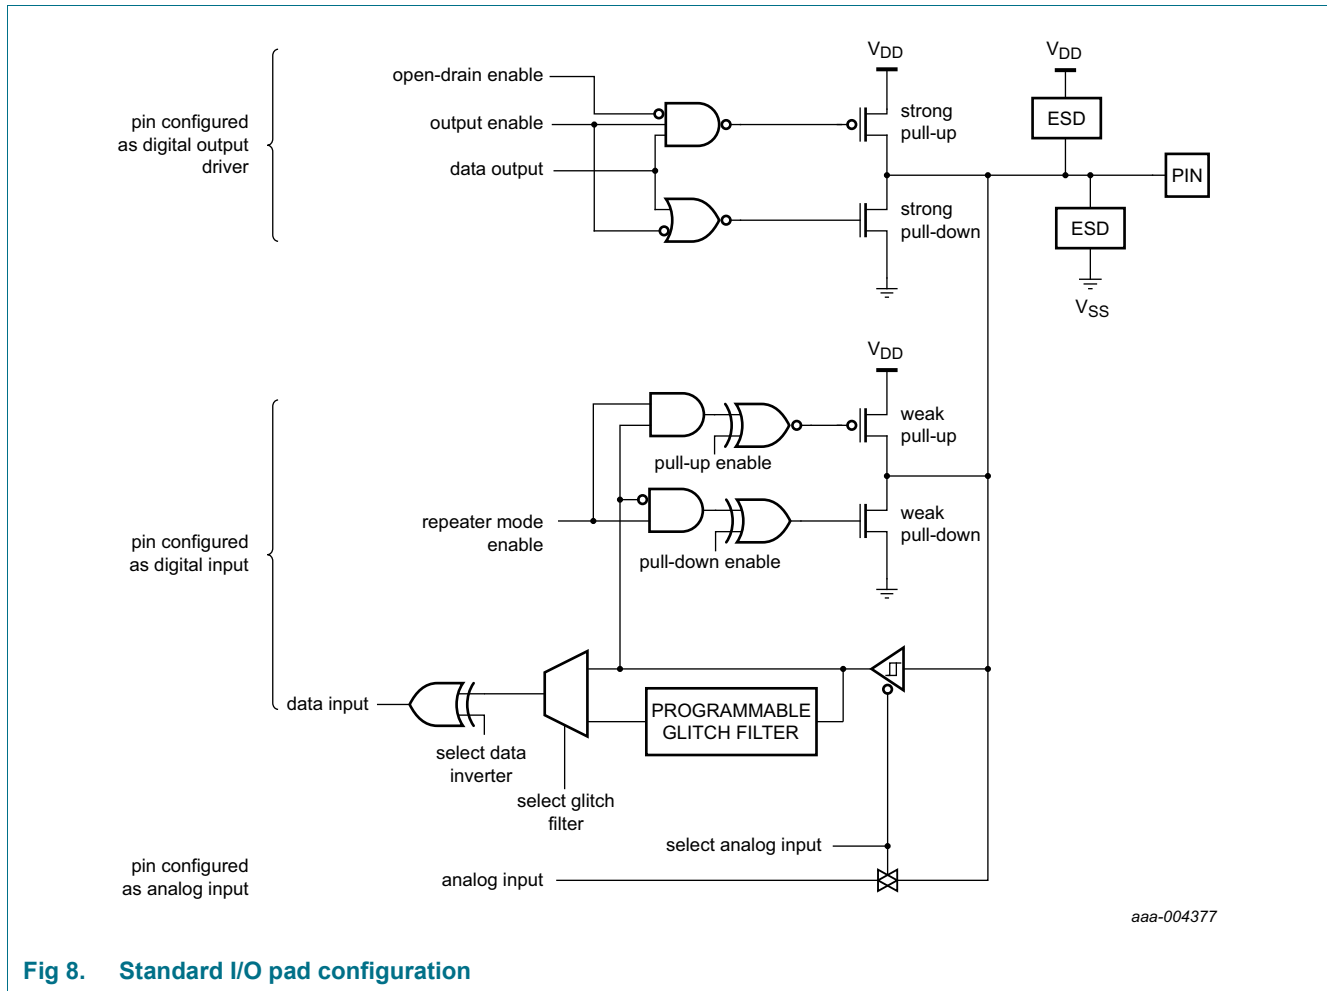 VDD
VDD
open-drain enable
strong
pull-up
ESD
pin configured
as digital output
driver
output enable
data output
PIN
strong
pull-down
ESD
VSS
VDD
weak
pull-up
pull-up enable
repeater mode
enable
weak
pull-down
pin configured
as digital input
pull-down enable
data input
PROGRAMMABLE
GLITCH FILTER
select data
inverter
select glitch
filter
select analog input
pin configured
as analog input
analog input
aaa-004377
Fig 8. Standard I/O pad configuration